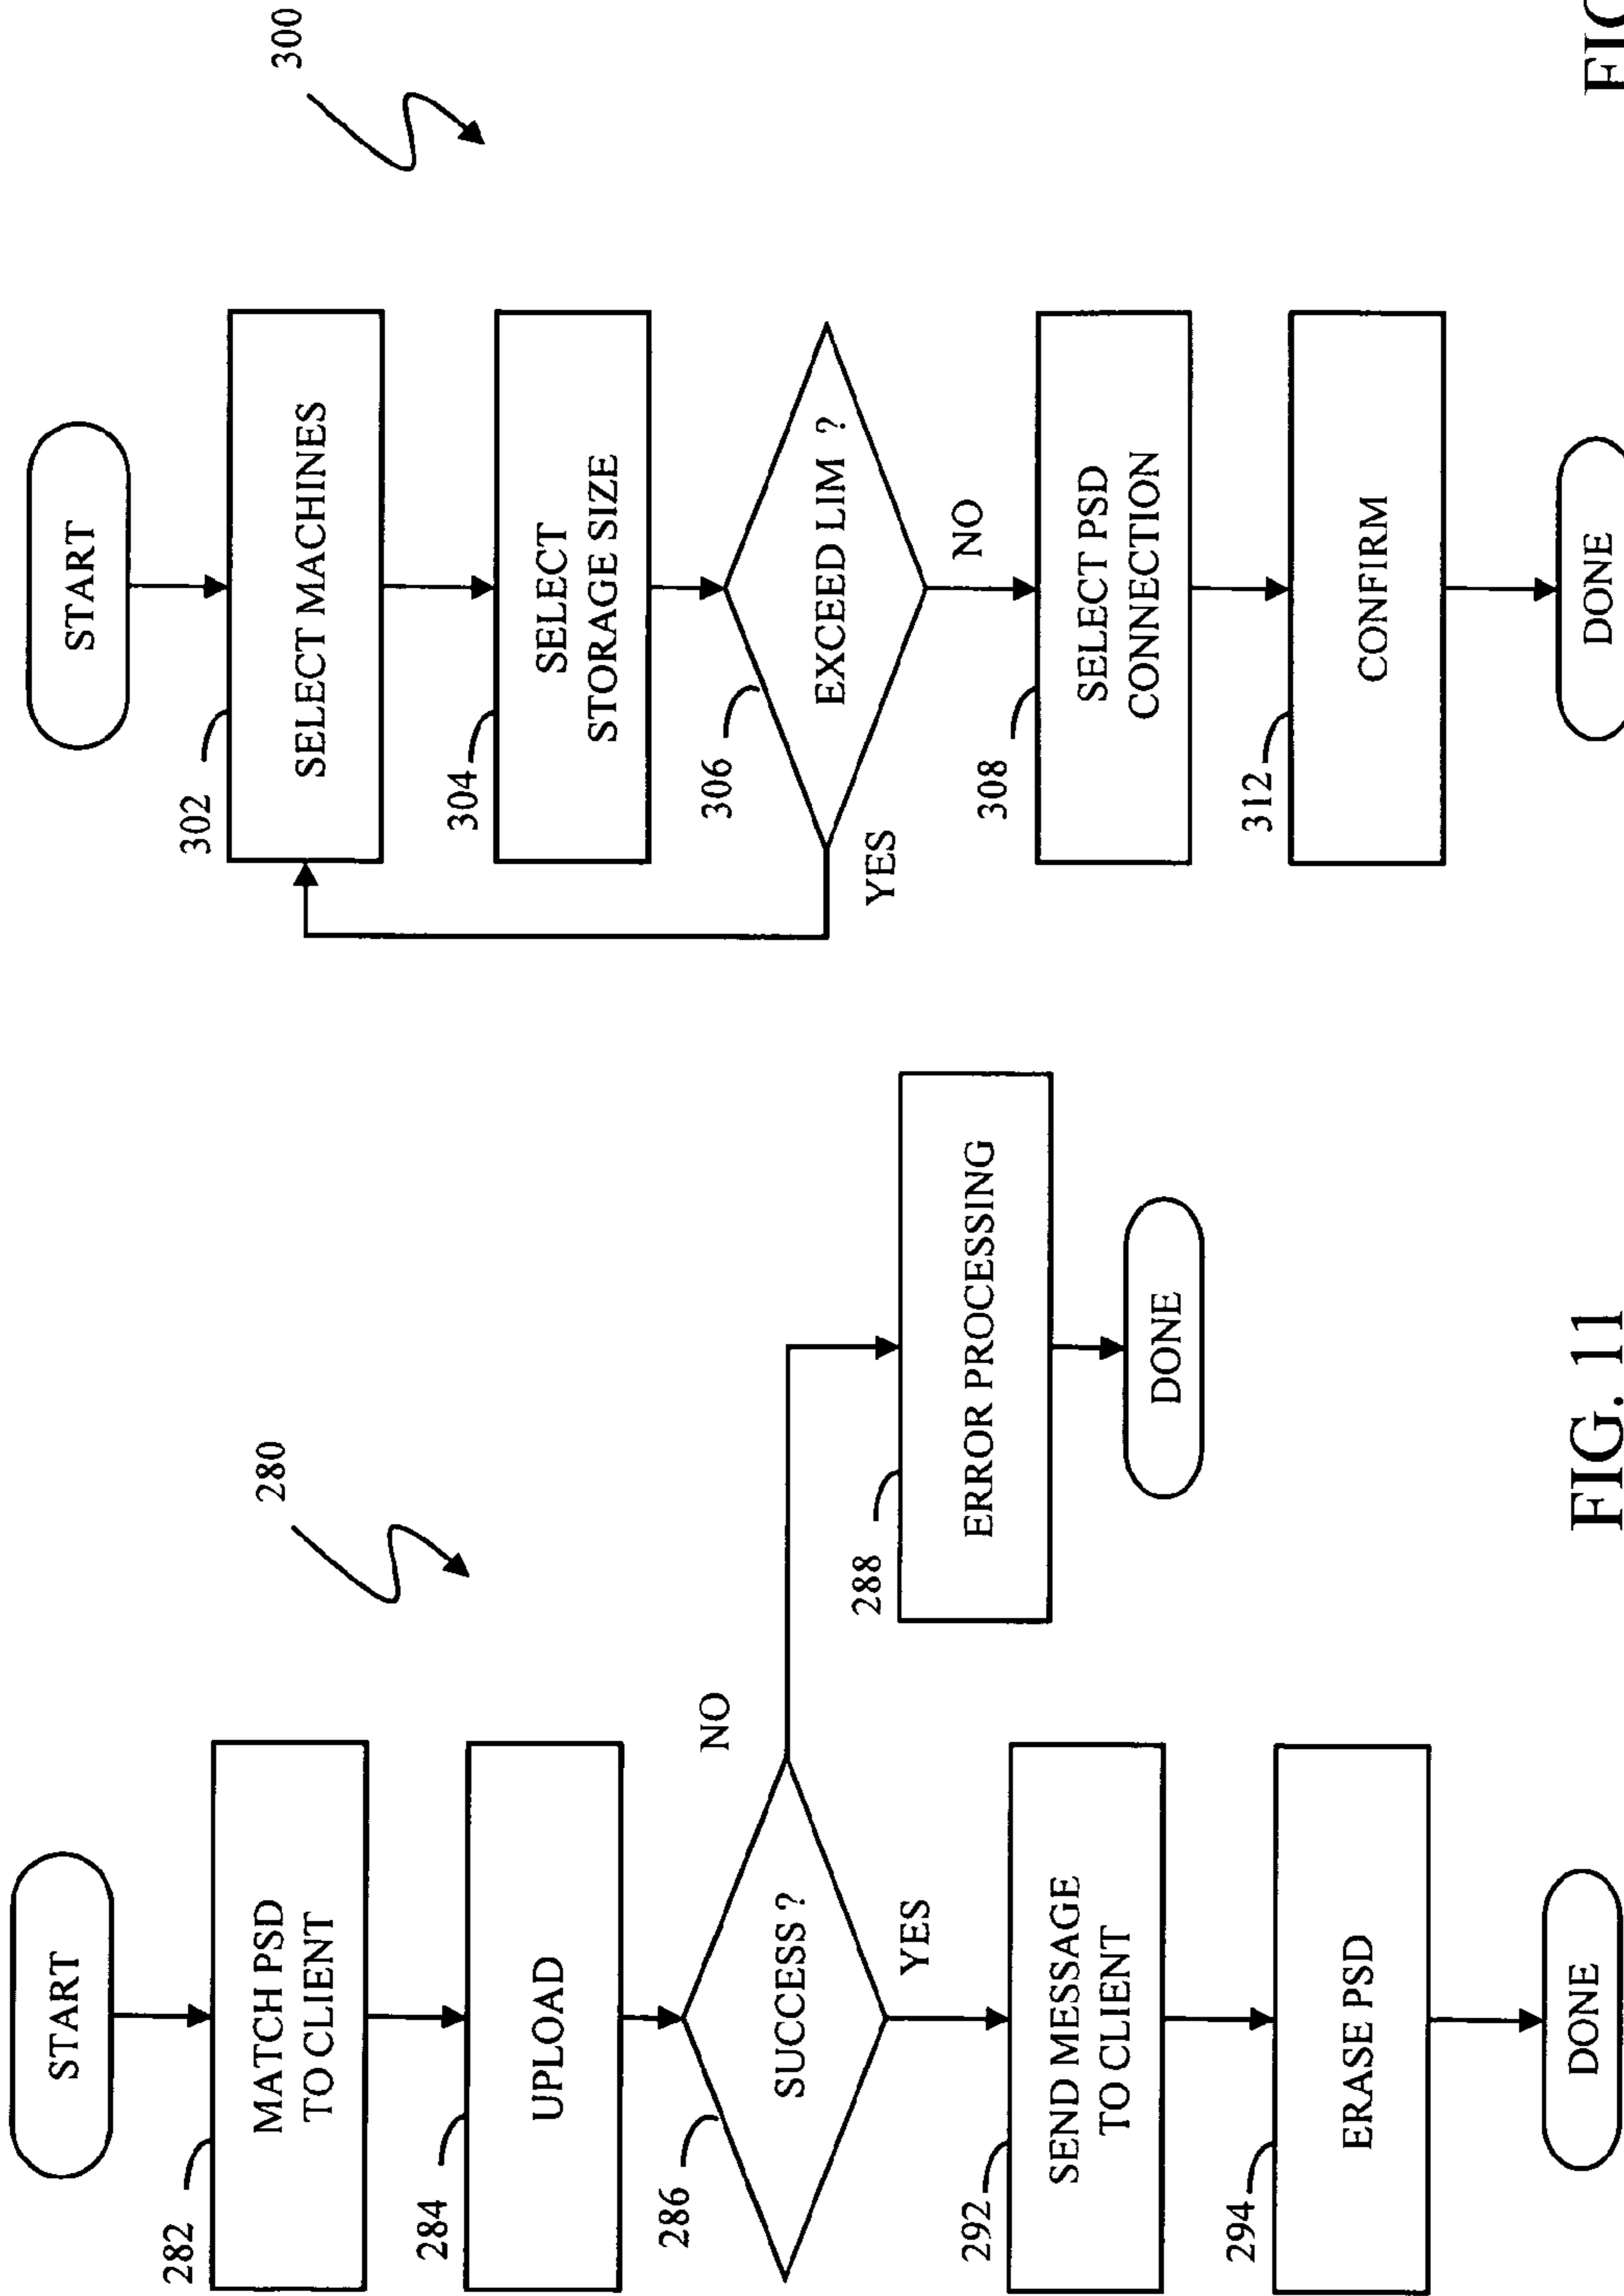 280
START
282
MATCH PSD
TO CLIENT
284
UPLOAD
286
SUCCESS ?
NO
YES
288
ERROR PROCESSING
DONE
292
SEND MESSAGE
TO CLIENT
294
ERASE PSD
DONE
FIG. 11
300
START
302
SELECT MACHINES
304
SELECT
STORAGE SIZE
306
EXCEED LIM ?
YES
NO
308
SELECT PSD
CONNECTION
312
CONFIRM
DONE